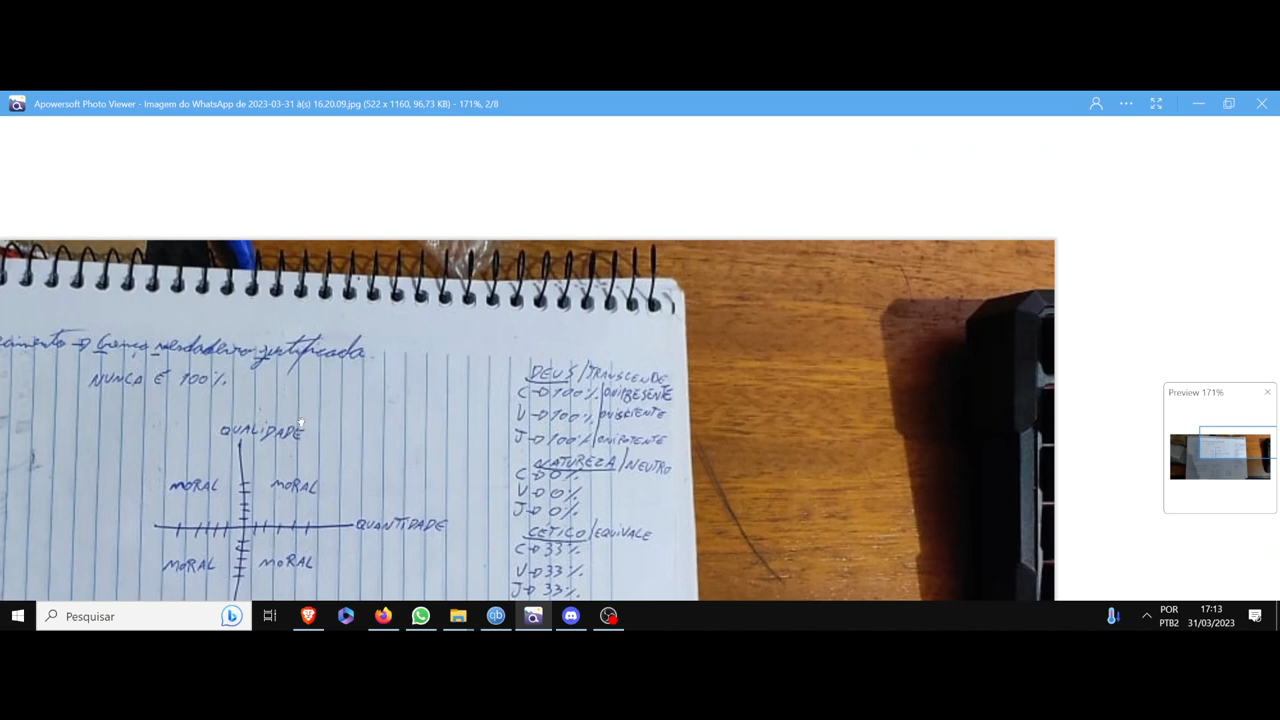 Apowersoft Photo Viewer - Imagem do WhatsApp de 2023-03-31 à(s) 16.20.09.jpg (522 x 1160, 96,73 KB) - 171%, 2/8
Preview 171%
crença verdadeira justificada
NUNCA É 100%
QUALIDADE
MORAL MORAL
QUANTIDADE
MORAL MORAL
DEUS/TRANSCENDE
C→100%/ONIPRESENTE
V→100%/ONISCIENTE
J→100%/ONIPOTENTE
NATUREZA/NEUTRO
C→0%
V→0%
J→0%
CÉTICO/EQUIVALE
C→33%
V→33%
J→33%
Pesquisar
POR
PTB2
17:13
31/03/2023